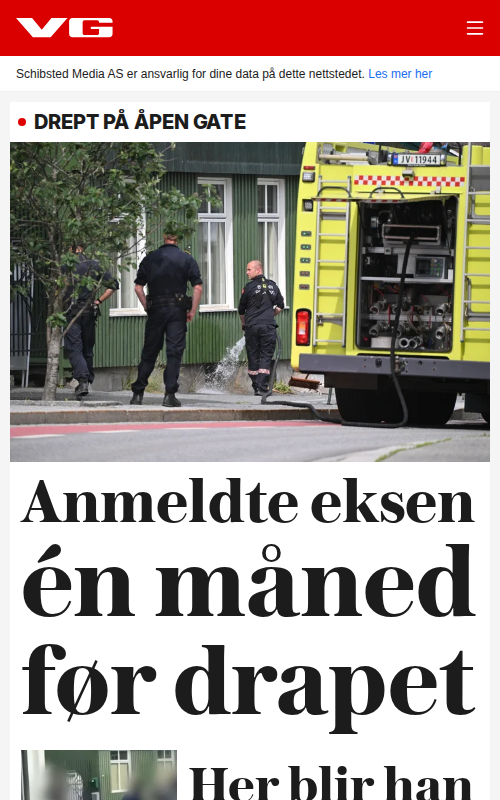 VG
Schibsted Media AS er ansvarlig for dine data på dette nettstedet. Les mer her
DREPT PÅ ÅPEN GATE
JV 11944
Anmeldte eksen
én måned
før drapet
Her blir han